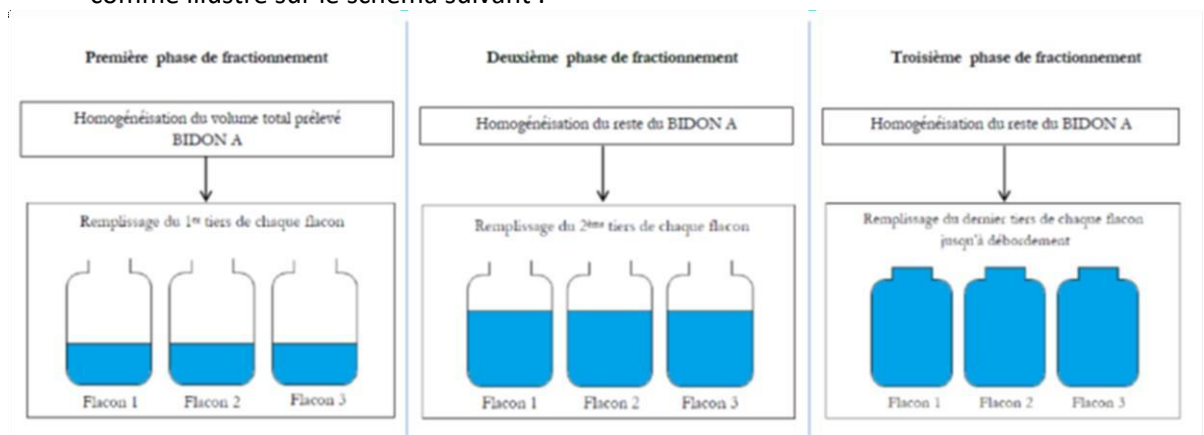 comme illustré sur le schéma suivant :
Première phase de fractionnement
Homogénéisation du volume total prélevé
BIDON A
Remplissage du 1er tiers de chaque flacon
Flacon 1 Flacon 2 Flacon 3
Deuxième phase de fractionnement
Homogénéisation du reste du BIDON A
Remplissage du 2ème tiers de chaque flacon
Flacon 1 Flacon 2 Flacon 3
Troisième phase de fractionnement
Homogénéisation du reste du BIDON A
Remplissage du dernier tiers de chaque flacon
jusqu'à débordement
Flacon 1 Flacon 2 Flacon 3